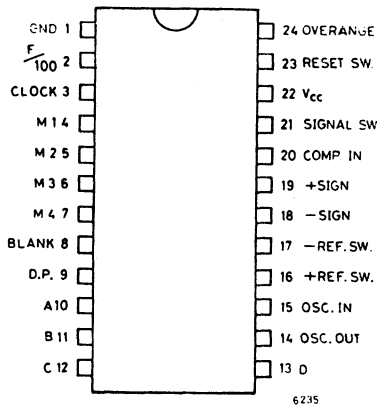 GND 1
F/100 2
CLOCK 3
M1 4
M2 5
M3 6
M4 7
BLANK 8
D.P. 9
A 10
B 11
C 12
24 OVERANGE
23 RESET SW.
22 Vcc
21 SIGNAL SW
20 COMP. IN
19 +SIGN
18 −SIGN
17 −REF. SW.
16 +REF. SW.
15 OSC. IN
14 OSC. OUT
13 D
6235